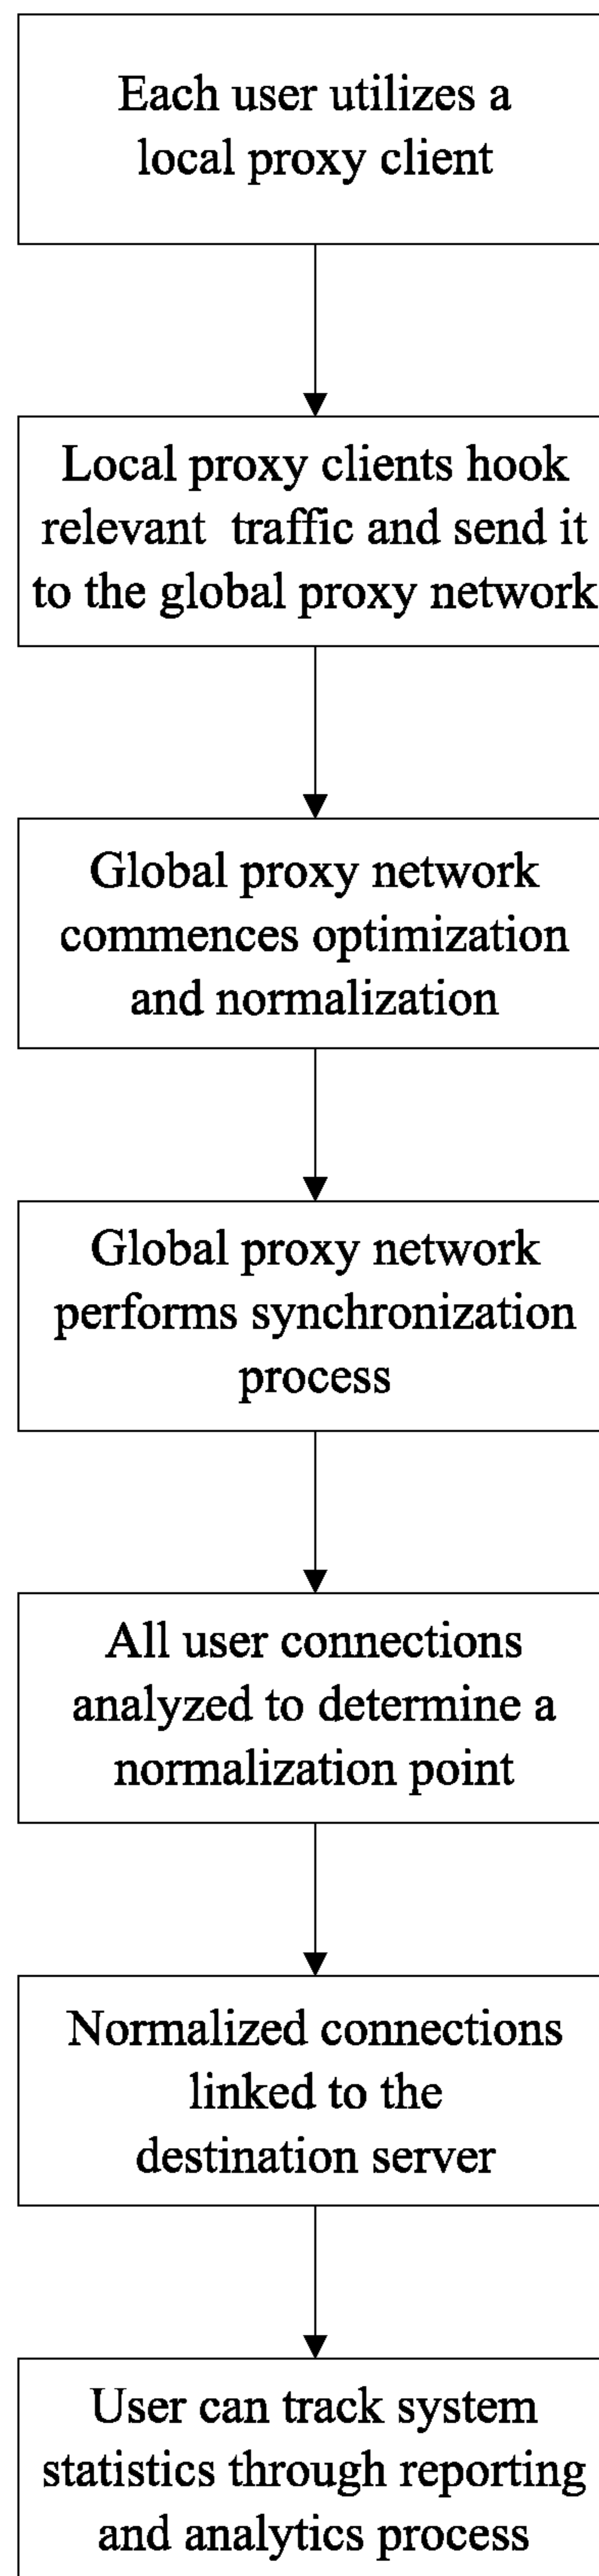 Each user utilizes a
local proxy client
Local proxy clients hook
relevant traffic and send it
to the global proxy network
Global proxy network
commences optimization
and normalization
Global proxy network
performs synchronization
process
All user connections
analyzed to determine a
normalization point
Normalized connections
linked to the
destination server
User can track system
statistics through reporting
and analytics process